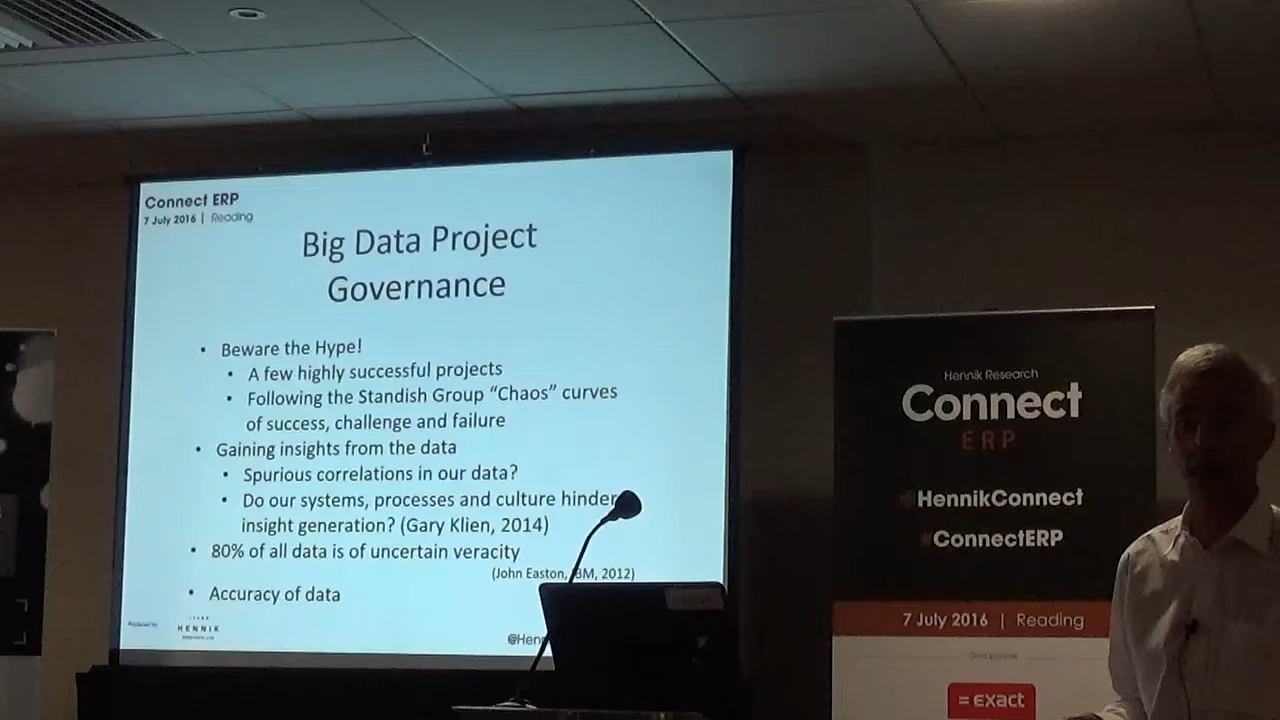 Connect ERP
7 July 2016 | Reading
Big Data Project
Governance
• Beware the Hype!
• A few highly successful projects
• Following the Standish Group “Chaos” curves
of success, challenge and failure
• Gaining insights from the data
• Spurious correlations in our data?
• Do our systems, processes and culture hinder
insight generation? (Gary Klien, 2014)
• 80% of all data is of uncertain veracity
(John Easton, BM, 2012)
• Accuracy of data
HENNIK
@Henn
Hennik Research
Connect
ERP
@HennikConnect
#ConnectERP
7 July 2016 | Reading
=exact